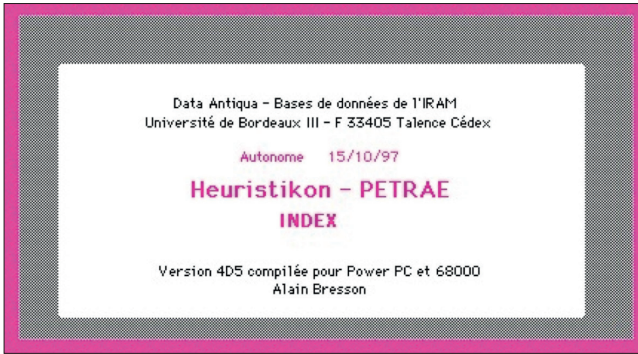 Data Antiqua - Bases de données de l'IRAM
Université de Bordeaux III - F 33405 Talence Cédex
Autonome 15/10/97
Heuristikon - PETRAE
INDEX
Version 4D5 compilée pour Power PC et 68000
Alain Bresson